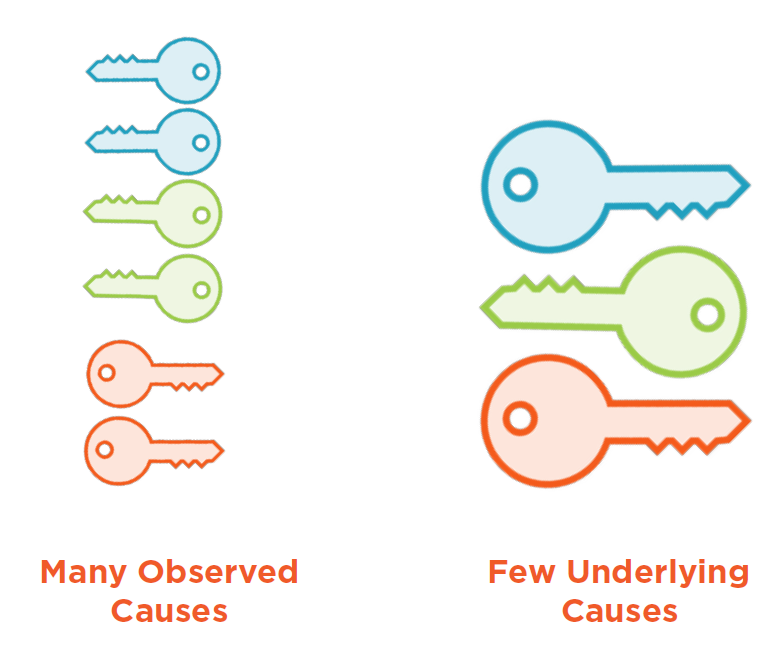 Many Observed
Causes
Few Underlying
Causes